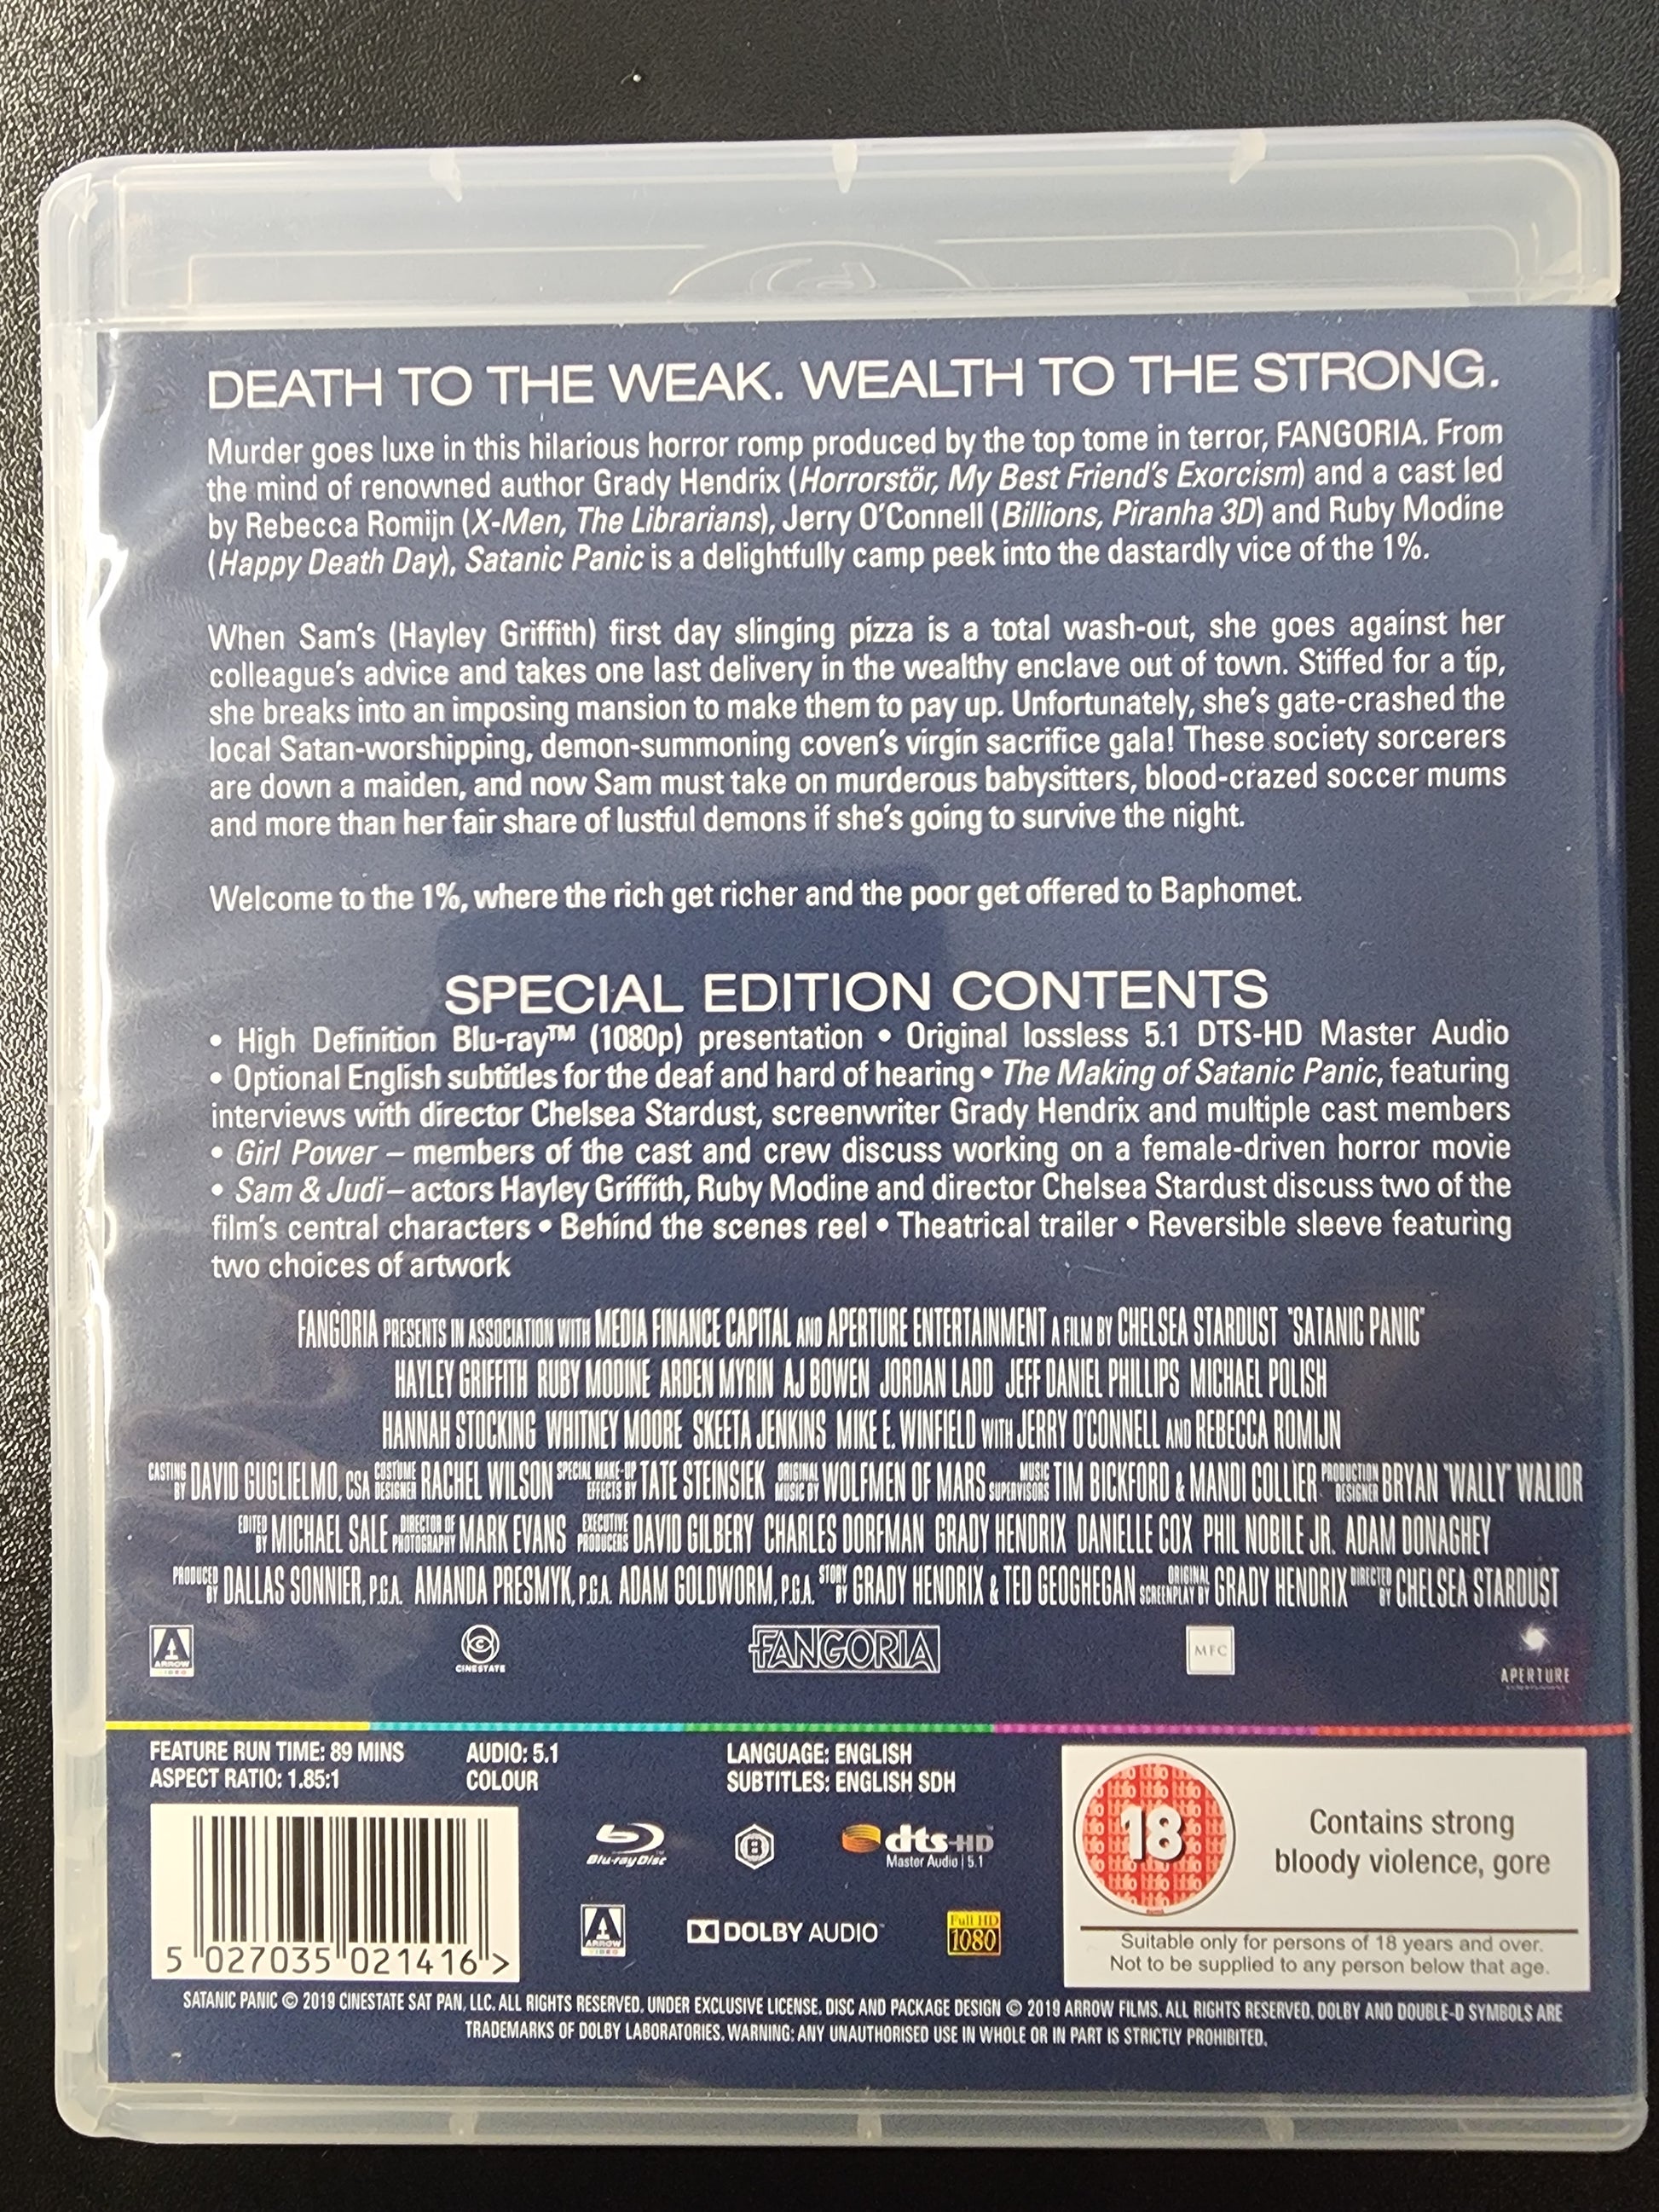 DEATH TO THE WEAK. WEALTH TO THE STRONG.
Murder goes luxe in this hilarious horror romp produced by the top tome in terror, FANGORIA. From
the mind of renowned author Grady Hendrix (Horrorstör, My Best Friend's Exorcism) and a cast led
by Rebecca Romijn (X-Men, The Librarians), Jerry O'Connell (Billions, Piranha 3D) and Ruby Modine
(Happy Death Day), Satanic Panic is a delightfully camp peek into the dastardly vice of the 1%.
When Sam's (Hayley Griffith) first day slinging pizza is a total wash-out, she goes against her
colleague's advice and takes one last delivery in the wealthy enclave out of town. Stiffed for a tip,
she breaks into an imposing mansion to make them to pay up. Unfortunately, she's gate-crashed the
local Satan-worshipping, demon-summoning coven's virgin sacrifice gala! These society sorcerers
are down a maiden, and now Sam must take on murderous babysitters, blood-crazed soccer mums
and more than her fair share of lustful demons if she's going to survive the night.
Welcome to the 1%, where the rich get richer and the poor get offered to Baphomet.
SPECIAL EDITION CONTENTS
• High Definition Blu-ray™ (1080p) presentation • Original lossless 5.1 DTS-HD Master Audio
• Optional English subtitles for the deaf and hard of hearing • The Making of Satanic Panic, featuring
interviews with director Chelsea Stardust, screenwriter Grady Hendrix and multiple cast members
• Girl Power – members of the cast and crew discuss working on a female-driven horror movie
• Sam & Judi – actors Hayley Griffith, Ruby Modine and director Chelsea Stardust discuss two of the
film's central characters • Behind the scenes reel • Theatrical trailer • Reversible sleeve featuring
two choices of artwork
FANGORIA PRESENTS IN ASSOCIATION WITH MEDIA FINANCE CAPITAL AND APERTURE ENTERTAINMENT A FILM BY CHELSEA STARDUST "SATANIC PANIC"
HAYLEY GRIFFITH RUBY MODINE ARDEN MYRIN AJ BOWEN JORDAN LADD JEFF DANIEL PHILLIPS MICHAEL POLISH
HANNAH STOCKING WHITNEY MOORE SKEETA JENKINS MIKE E. WINFIELD WITH JERRY O'CONNELL AND REBECCA ROMIJN
CASTING BY DAVID GUGLIELMO, CSA COSTUME DESIGNER RACHEL WILSON SPECIAL MAKE-UP EFFECTS BY TATE STEINSIEK ORIGINAL MUSIC BY WOLFMEN OF MARS MUSIC SUPERVISORS TIM BICKFORD & MANDI COLLIER PRODUCTION DESIGNER BRYAN "WALLY" WALIOR
EDITED BY MICHAEL SALE DIRECTOR OF PHOTOGRAPHY MARK EVANS EXECUTIVE PRODUCERS DAVID GILBERY CHARLES DORFMAN GRADY HENDRIX DANIELLE COX PHIL NOBILE JR. ADAM DONAGHEY
PRODUCED BY DALLAS SONNIER, P.G.A. AMANDA PRESMYK, P.G.A. ADAM GOLDWORM, P.G.A. STORY BY GRADY HENDRIX & TED GEOGHEGAN ORIGINAL SCREENPLAY BY GRADY HENDRIX DIRECTED BY CHELSEA STARDUST
A ARROW VIDEO
CINESTATE
FANGORIA
MFC
APERTURE
FEATURE RUN TIME: 89 MINS
ASPECT RATIO: 1.85:1
AUDIO: 5.1
COLOUR
LANGUAGE: ENGLISH
SUBTITLES: ENGLISH SDH
Blu-ray Disc
B
dts-HD
Master Audio | 5.1
A ARROW VIDEO
DOLBY AUDIO™
Full HD
1080
18
Contains strong
bloody violence, gore
Suitable only for persons of 18 years and over.
Not to be supplied to any person below that age.
5 027035 021416 >
SATANIC PANIC © 2019 CINESTATE SAT PAN, LLC. ALL RIGHTS RESERVED. UNDER EXCLUSIVE LICENSE. DISC AND PACKAGE DESIGN © 2019 ARROW FILMS. ALL RIGHTS RESERVED. DOLBY AND DOUBLE-D SYMBOLS ARE
TRADEMARKS OF DOLBY LABORATORIES. WARNING: ANY UNAUTHORISED USE IN WHOLE OR IN PART IS STRICTLY PROHIBITED.